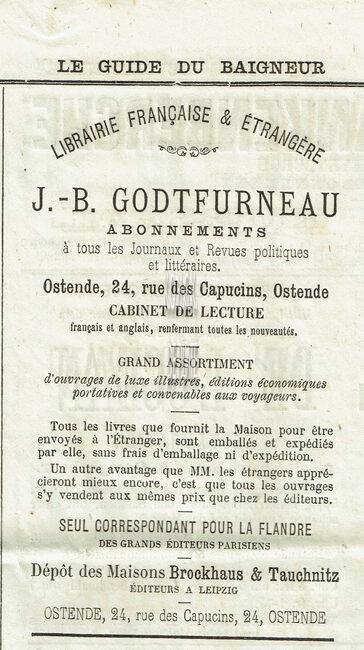 LE GUIDE DU BAIGNEUR
LIBRAIRIE FRANÇAISE & ÉTRANGÈRE
J.-B. GODTFURNEAU
ABONNEMENTS
à tous les Journaux et Revues politiques
et littéraires.
Ostende, 24, rue des Capucins, Ostende
CABINET DE LECTURE
français et anglais, renfermant toutes les nouveautés.
GRAND ASSORTIMENT
d'ouvrages de luxe illustrés, éditions économiques
portatives et convenables aux voyageurs.
Tous les livres que fournit la Maison pour être
envoyés à l'Étranger, sont emballés et expédiés
par elle, sans frais d'emballage ni d'expédition.
Un autre avantage que MM. les étrangers appré-
cieront mieux encore, c'est que tous les ouvrages
s'y vendent aux mêmes prix que chez les éditeurs.
SEUL CORRESPONDANT POUR LA FLANDRE
DES GRANDS ÉDITEURS PARISIENS
Dépôt des Maisons Brockhaus & Tauchnitz
ÉDITEURS A LEIPZIG
OSTENDE, 24, rue des Capucins, 24, OSTENDE